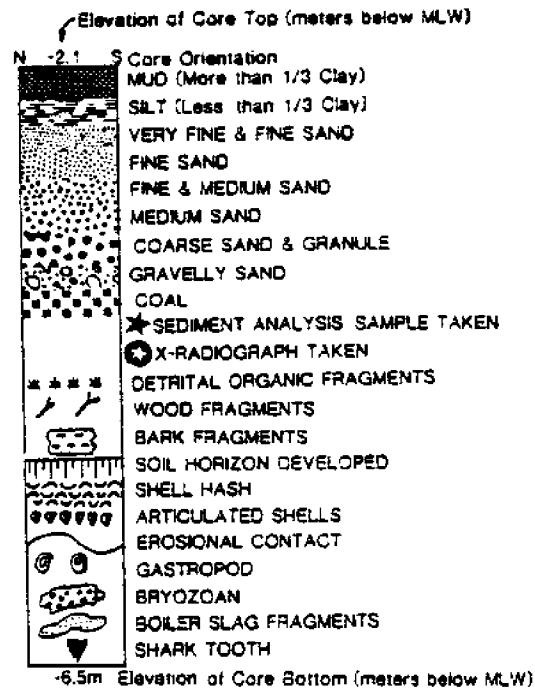 Elevation of Core Top (meters below MLW)
N -2.1 S Core Orientation
MUD (More than 1/3 Clay)
SILT (Less than 1/3 Clay)
VERY FINE & FINE SAND
FINE SAND
FINE & MEDIUM SAND
MEDIUM SAND
COARSE SAND & GRANULE
GRAVELLY SAND
COAL
SEDIMENT ANALYSIS SAMPLE TAKEN
X-RADIOGRAPH TAKEN
DETRITAL ORGANIC FRAGMENTS
WOOD FRAGMENTS
BARK FRAGMENTS
SOIL HORIZON DEVELOPED
SHELL HASH
ARTICULATED SHELLS
EROSIONAL CONTACT
GASTROPOD
BRYOZOAN
BOILER SLAG FRAGMENTS
SHARK TOOTH
-6.5m Elevation of Core Bottom (meters below MLW)